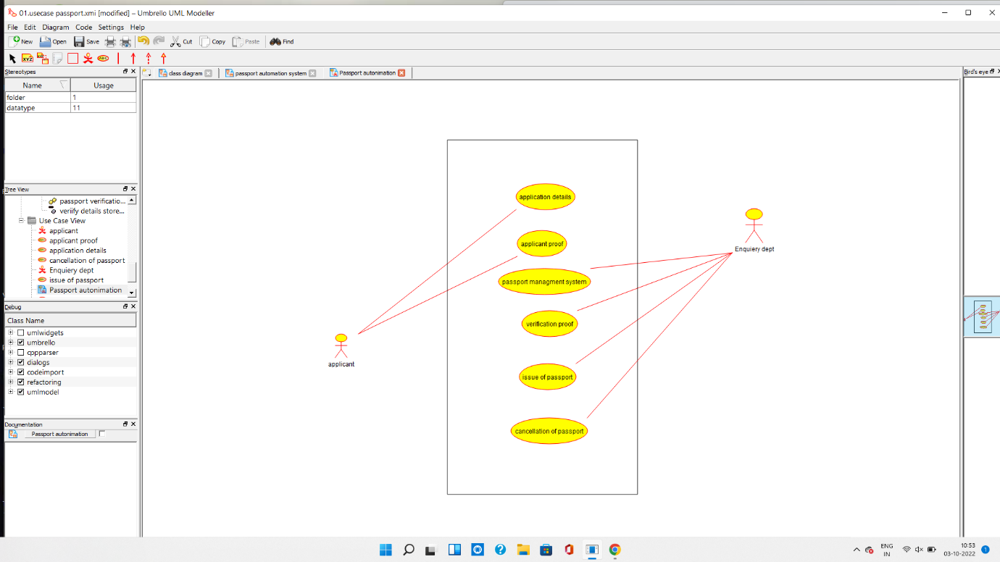 01.usecase passport.xmi [modified] – Umbrello UML Modeller
File Edit Diagram Code Settings Help
New Open Save Cut Copy Paste Find
XYZ ABC
Stereotypes
Name Usage
folder 1
datatype 11
class diagram passport automation system Passport autonimation
Bird's eye
Tree View
passport verificatio...
veriify details store...
Use Case View
applicant
applicant proof
application details
cancellation of passport
Enquiery dept
issue of passport
Passport autonimation
Debug
Class Name
umlwidgets
umbrello
cppparser
dialogs
codeimport
refactoring
umlmodel
Documentation
Passport autonimation
application details
applicant proof
passport managment system
verification proof
issue of passport
cancellation of passport
applicant
Enquiery dept
ENG
IN
10:53
03-10-2022
1